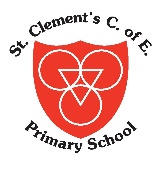 St. Clement's C. of E.
Primary School